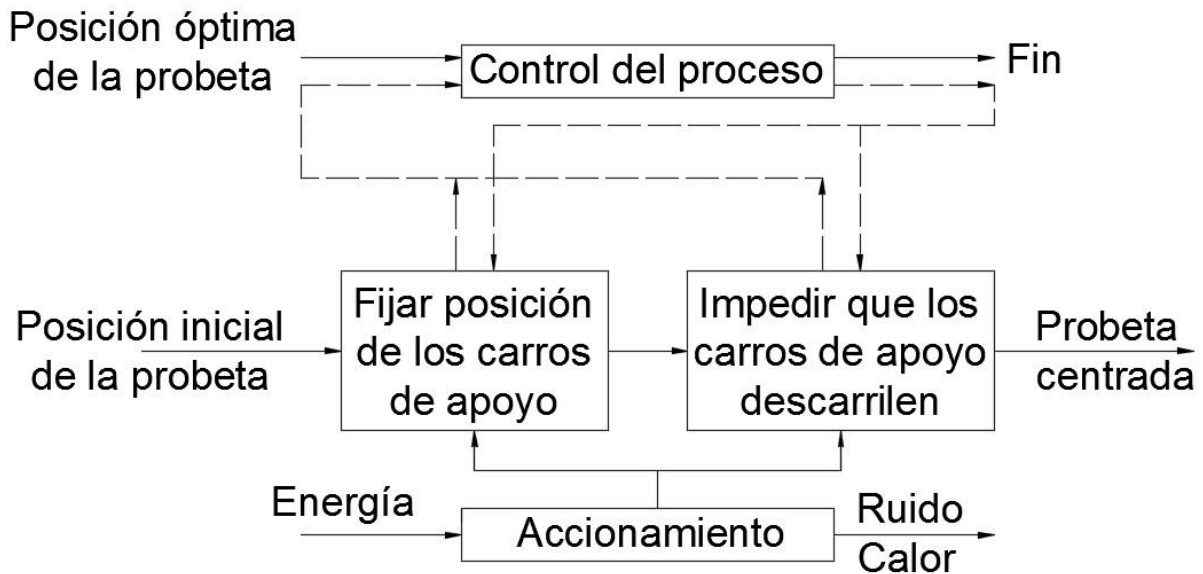 Posición óptima
de la probeta
Control del proceso
Fin
Posición inicial
de la probeta
Fijar posición
de los carros
de apoyo
Impedir que los
carros de apoyo
descarrilen
Probeta
centrada
Energía
Accionamiento
Ruido
Calor